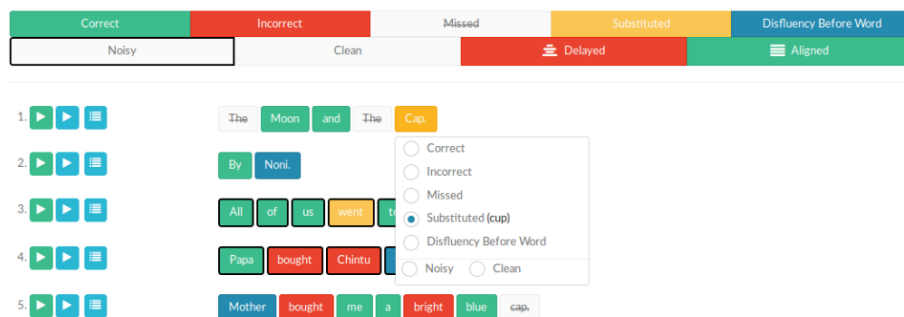 Correct Incorrect Missed Substituted Disfluency Before Word
Noisy Clean Delayed Aligned
1. The Moon and The Cap.
Correct
2. By Noni.
Incorrect
Missed
3. All of us went
Substituted (cup)
Disfluency Before Word
4. Papa bought Chintu
Noisy Clean
5. Mother bought me a bright blue cap.